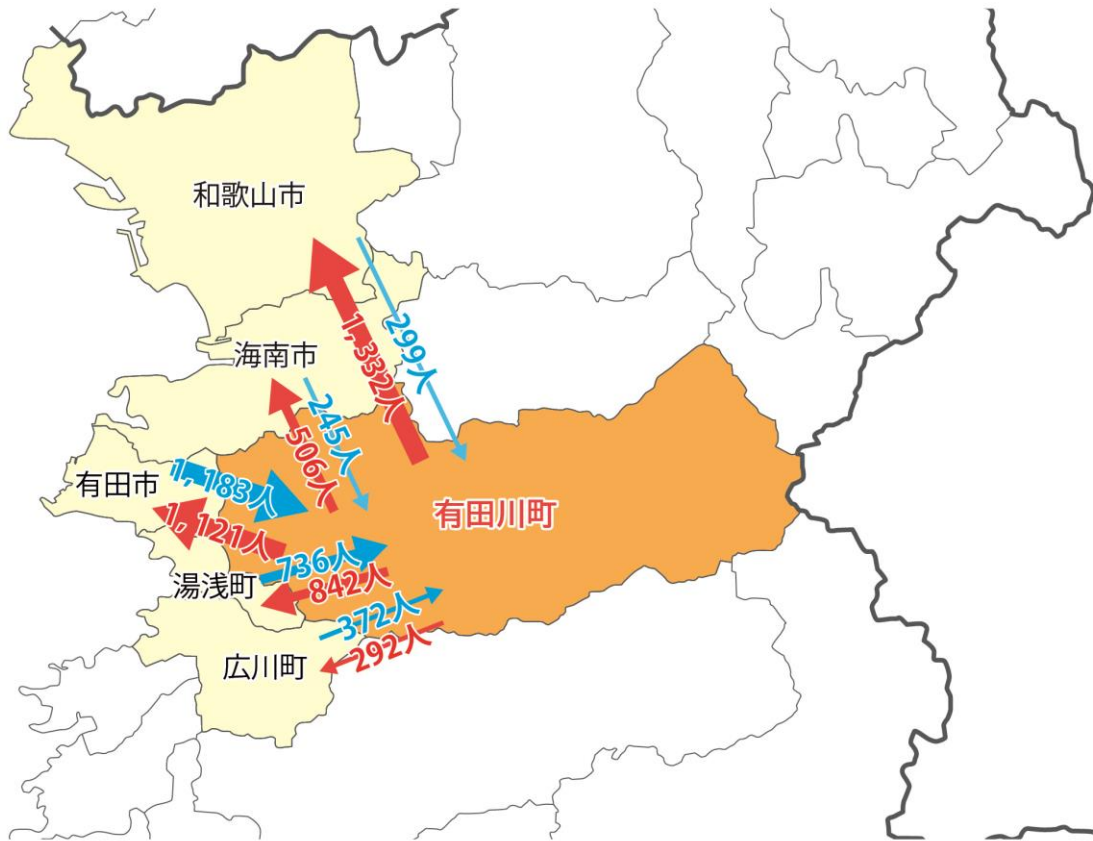 和歌山市
299人
1,332人
海南市
245人
506人
有田市
1,183人
1,121人
有田川町
湯浅町
736人
842人
372人
292人
広川町